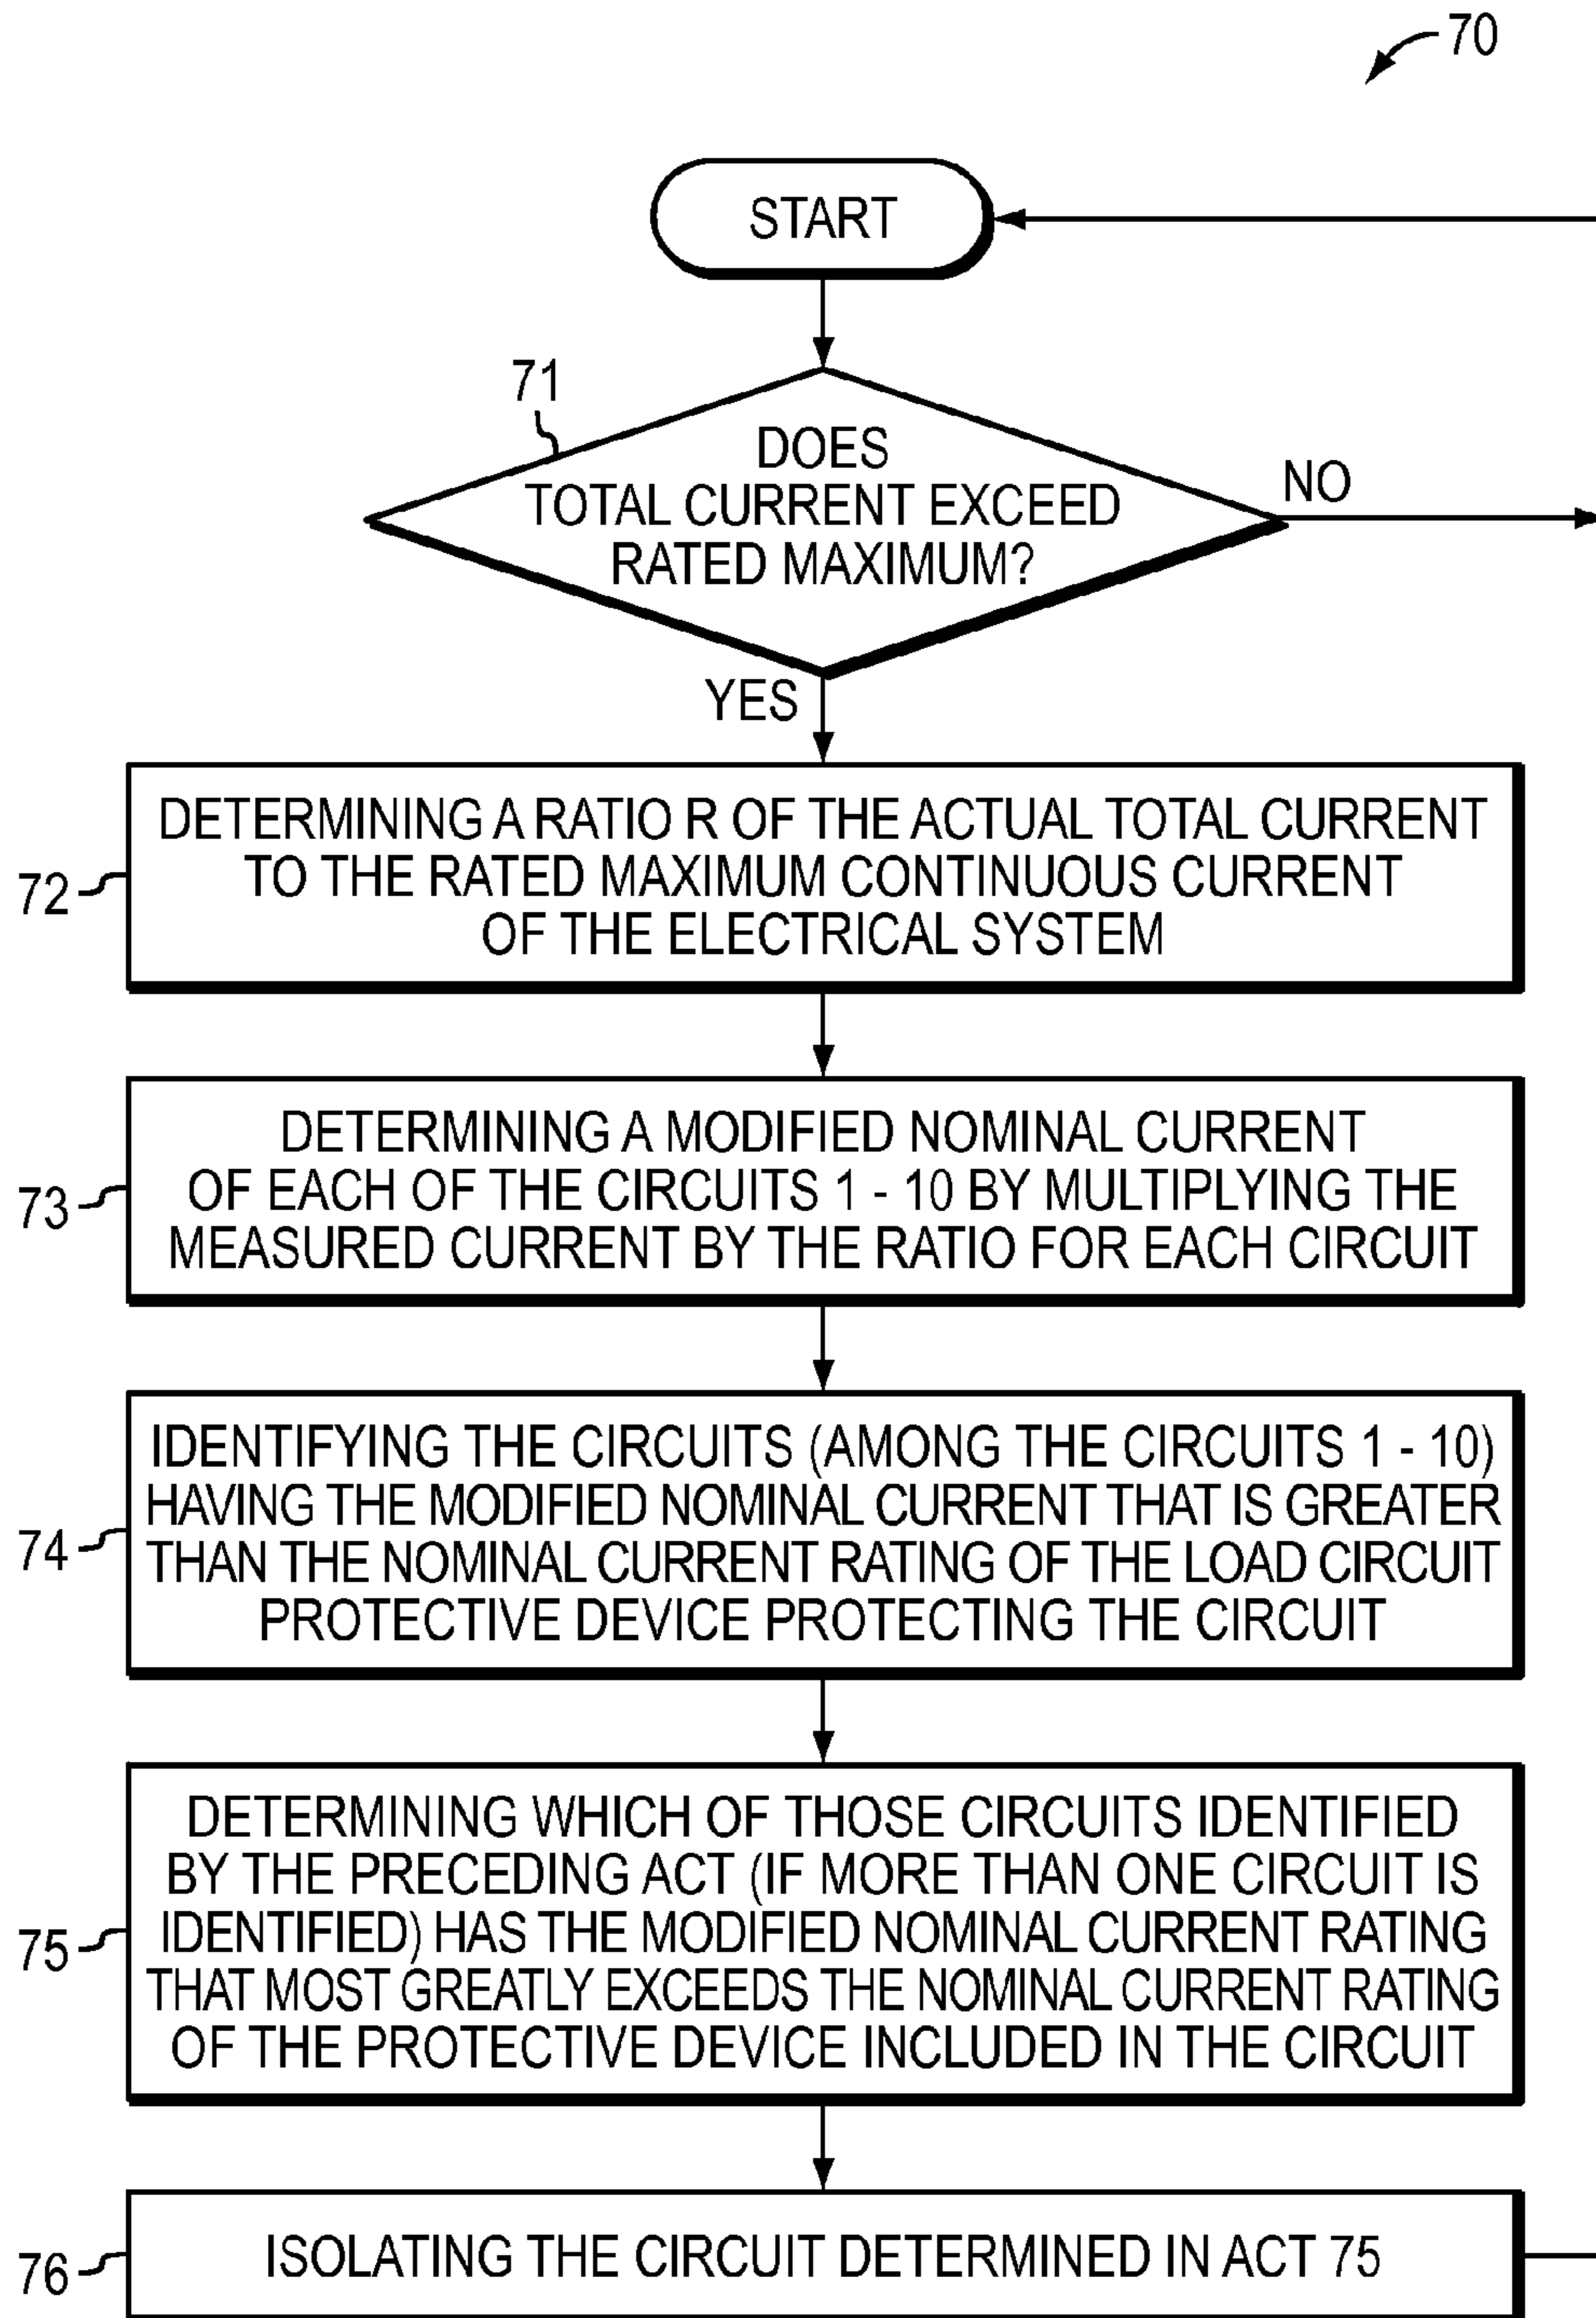 70
START
71
DOES
TOTAL CURRENT EXCEED
RATED MAXIMUM?
NO
YES
72
DETERMINING A RATIO R OF THE ACTUAL TOTAL CURRENT
TO THE RATED MAXIMUM CONTINUOUS CURRENT
OF THE ELECTRICAL SYSTEM
73
DETERMINING A MODIFIED NOMINAL CURRENT
OF EACH OF THE CIRCUITS 1 - 10 BY MULTIPLYING THE
MEASURED CURRENT BY THE RATIO FOR EACH CIRCUIT
74
IDENTIFYING THE CIRCUITS (AMONG THE CIRCUITS 1 - 10)
HAVING THE MODIFIED NOMINAL CURRENT THAT IS GREATER
THAN THE NOMINAL CURRENT RATING OF THE LOAD CIRCUIT
PROTECTIVE DEVICE PROTECTING THE CIRCUIT
75
DETERMINING WHICH OF THOSE CIRCUITS IDENTIFIED
BY THE PRECEDING ACT (IF MORE THAN ONE CIRCUIT IS
IDENTIFIED) HAS THE MODIFIED NOMINAL CURRENT RATING
THAT MOST GREATLY EXCEEDS THE NOMINAL CURRENT RATING
OF THE PROTECTIVE DEVICE INCLUDED IN THE CIRCUIT
76
ISOLATING THE CIRCUIT DETERMINED IN ACT 75